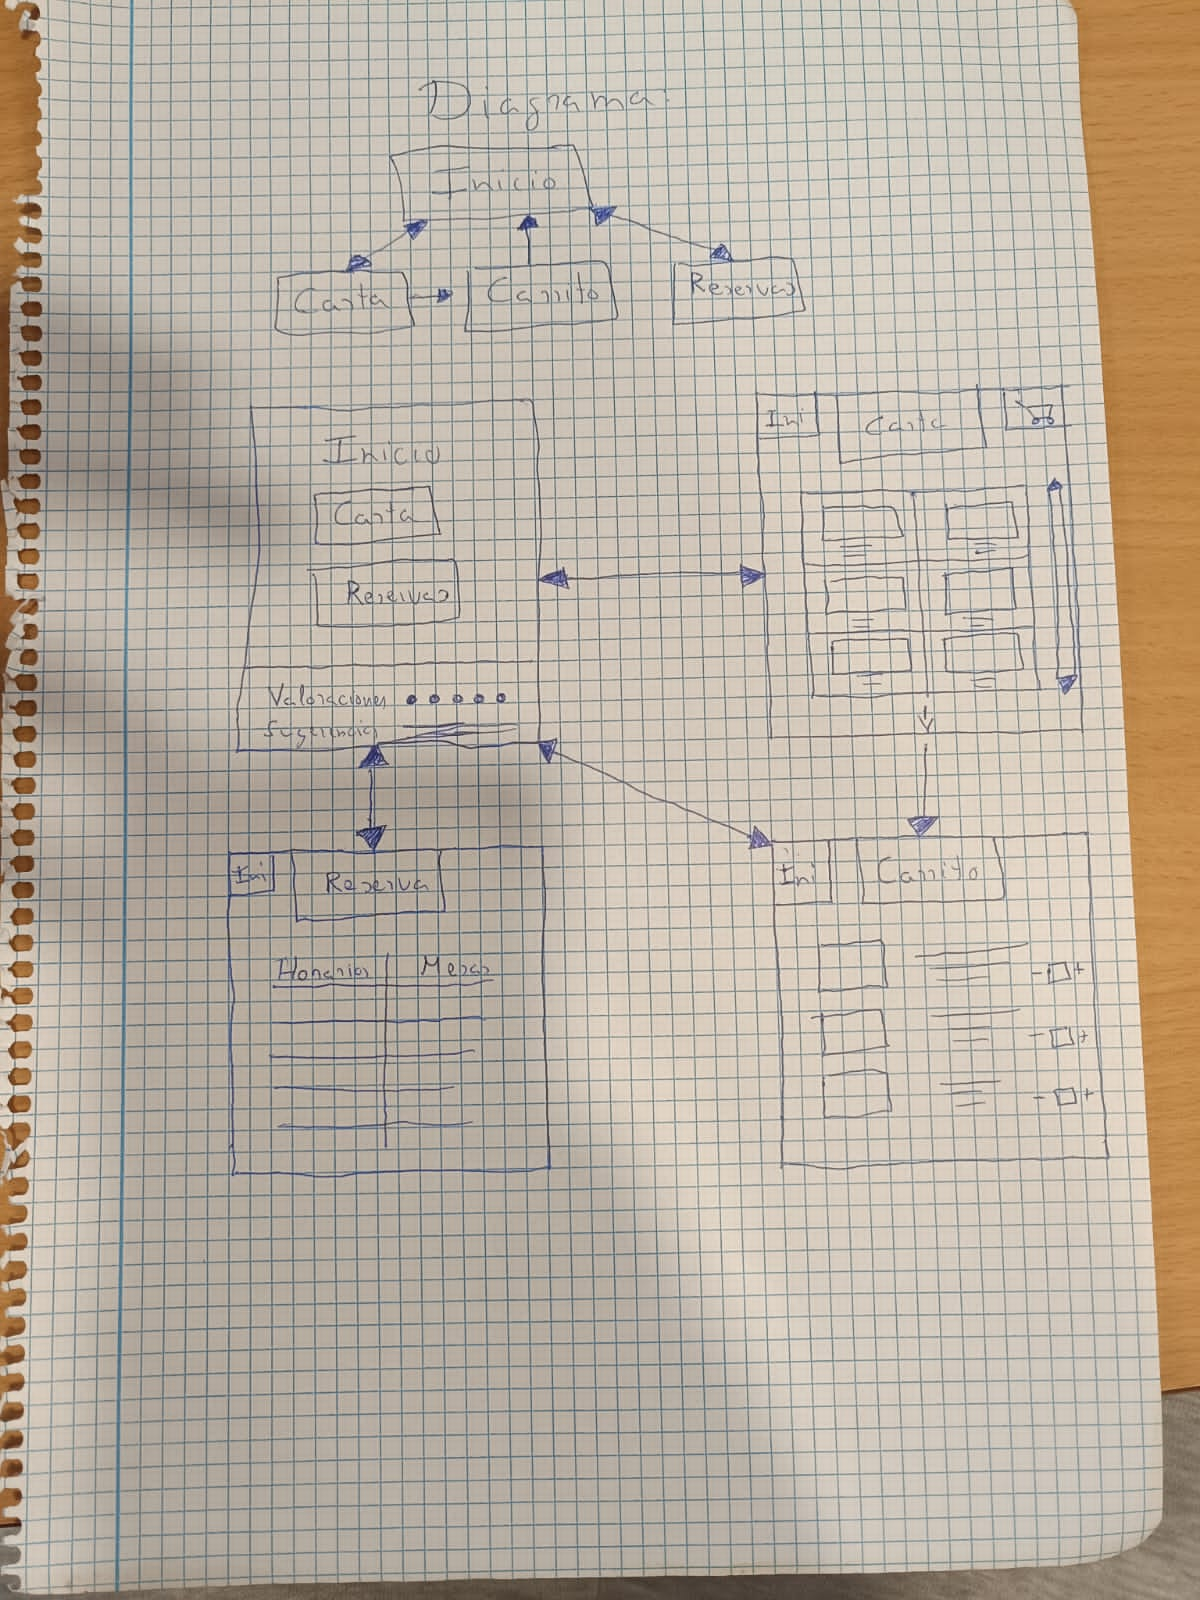 Diagrama:
Inicio
Carta
Carrito
Reservas
Inicio
Carta
Reservas
Valoraciones
Sugerencias
Ini
Carta
Ini
Reserva
Horarios
Mesas
Ini
Carrito
- +
- +
- +